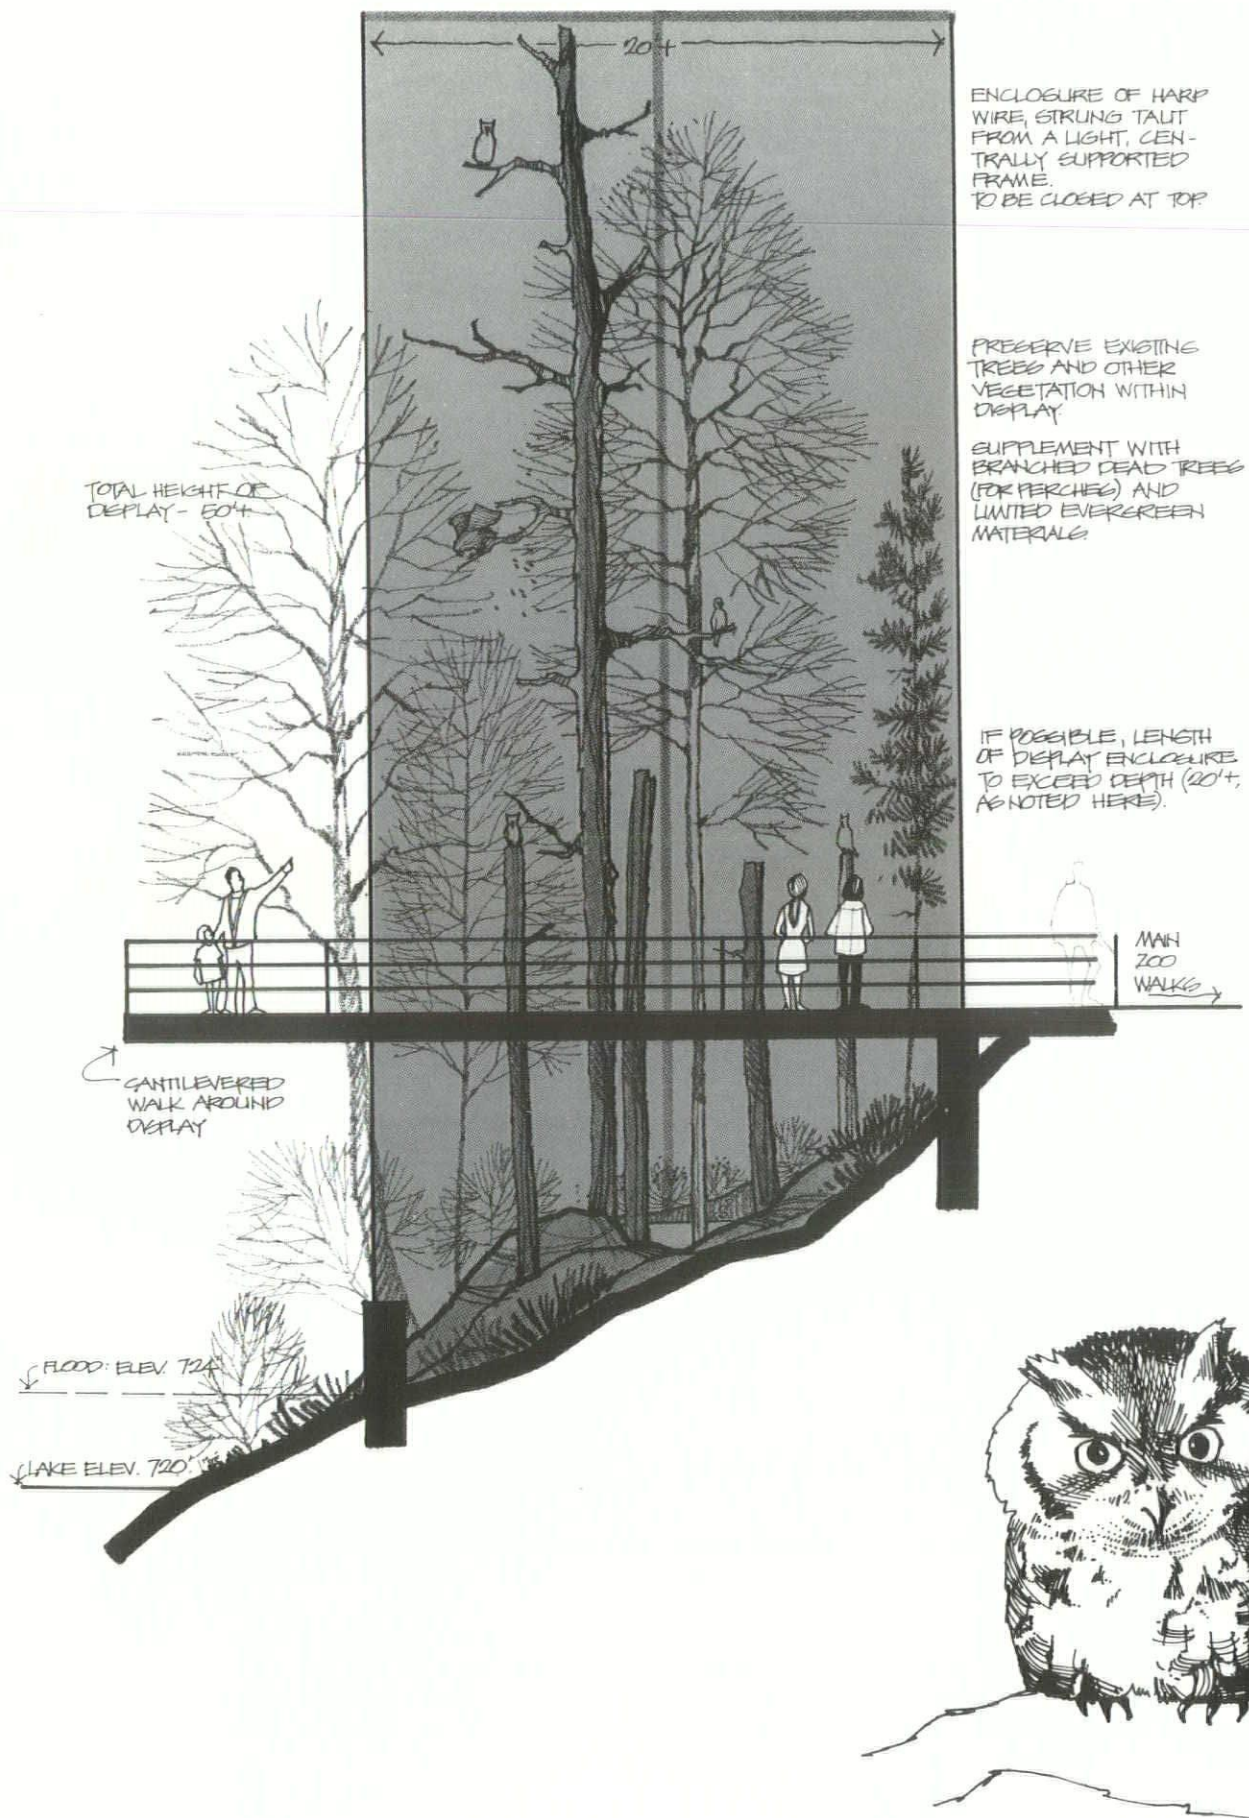 20'+
ENCLOSURE OF HARP
WIRE, STRUNG TAUT
FROM A LIGHT, CEN-
TRALLY SUPPORTED
FRAME.
TO BE CLOSED AT TOP.
PRESERVE EXISTING
TREES AND OTHER
VEGETATION WITHIN
DISPLAY
SUPPLEMENT WITH
BRANCHED DEAD TREES
(FOR PERCHES) AND
LIMITED EVERGREEN
MATERIALS
TOTAL HEIGHT OF
DISPLAY - 50'+
IF POSSIBLE, LENGTH
OF DISPLAY ENCLOSURE
TO EXCEED DEPTH (20'+,
AS NOTED HERE).
MAIN
ZOO
WALKS
CANTILEVERED
WALK AROUND
DISPLAY
FLOOD: ELEV. 724'
LAKE ELEV. 720'